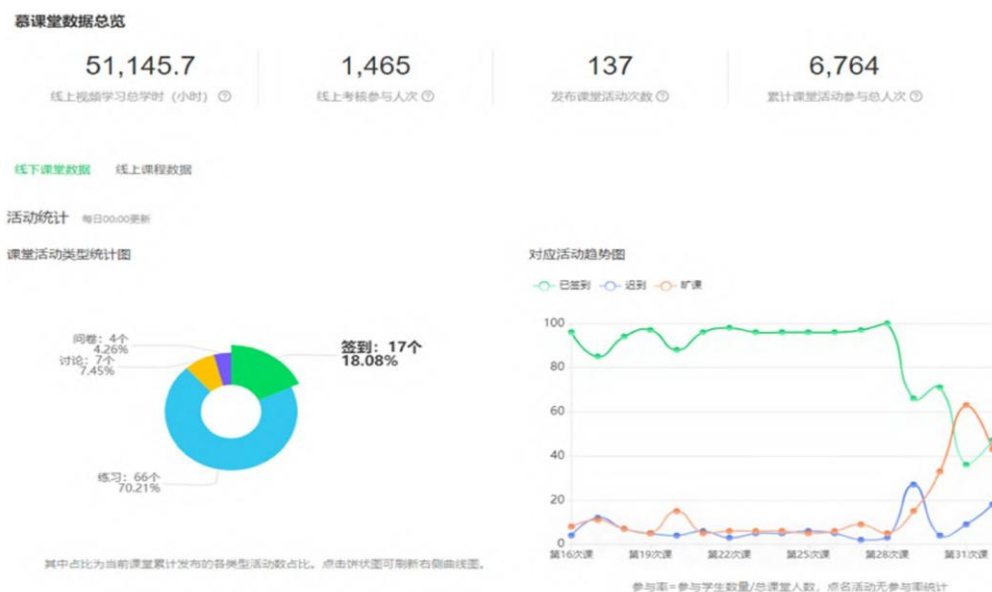 慕课堂数据总览
51,145.7
1,465
137
6,764
线上视频学习总学时（小时）
线上考核参与人次
发布课堂活动次数
累计课堂活动参与总人次
线下课堂数据 线上课程数据
活动统计 每日00:00更新
课堂活动类型统计图
对应活动趋势图
已签到 迟到 旷课
问卷：4个
4.26%
讨论：7个
7.45%
签到：17个
18.08%
练习：66个
70.21%
100
80
60
40
20
0
第16次课 第19次课 第22次课 第25次课 第28次课 第31次课
其中占比为当前课堂累计发布的各类型活动数占比。点击饼状图可刷新右侧曲线图。
参与率=参与学生数量/总课堂人数，点名活动无参与率统计